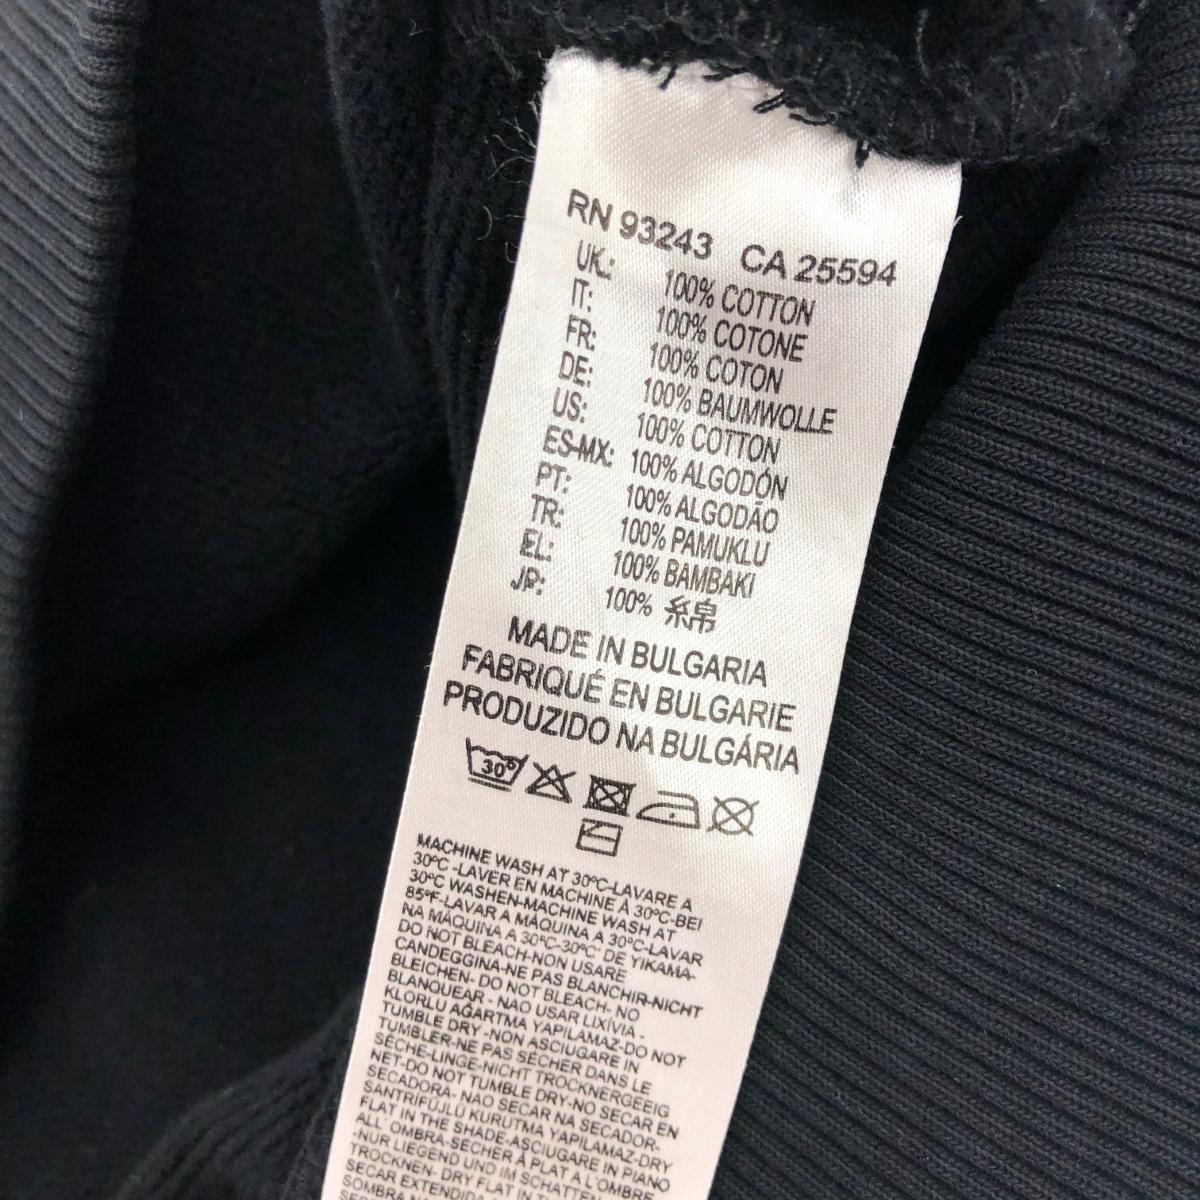 RN 93243 CA 25594
UK.: 100% COTTON
IT: 100% COTONE
FR: 100% COTON
DE: 100% BAUMWOLLE
US: 100% COTTON
ES-MX: 100% ALGODÓN
PT: 100% ALGODÃO
TR: 100% PAMUKLU
EL: 100% BAMBAKI
JP: 100% 綿
MADE IN BULGARIA
FABRIQUÉ EN BULGARIE
PRODUZIDO NA BULGÁRIA
30°
MACHINE WASH AT 30°C-LAVARE A
30°C -LAVER EN MACHINE À 30°C-BEI
30°C WASHEN-MACHINE WASH AT
85°F-LAVAR A MÁQUINA A 30°C-LAVAR
NA MÁQUINA A 30°C-30°C' DE YIKAMA-
DO NOT BLEACH-NON USARE
CANDEGGINA-NE PAS BLANCHIR-NICHT
BLEICHEN- DO NOT BLEACH- NO
BLANQUEAR - NAO USAR LIXÍVIA -
KLORLU AĞARTMA YAPILAMAZ-DO NOT
TUMBLE DRY -NON ASCIUGARE IN
TUMBLER-NE PAS SÉCHER DANS LE
SÈCHE-LINGE-NICHT TROCKNERGEEIG
NET-DO NOT TUMBLE DRY-NO SECAR EN
SECADORA- NAO SECAR NA SECADOR-
SANTRİFÜJLÜ KURUTMA YAPILAMAZ-DRY
FLAT IN THE SHADE-ASCIUGARE IN PIANO
ALL' OMBRA-SÉCHER À PLAT A L'OMBRE
-NUR LIEGEND UND IM SCHATTEN
TROCKNEN- DRY FLAT IN THE
SECAR EXTENDIDA
SOMBRA